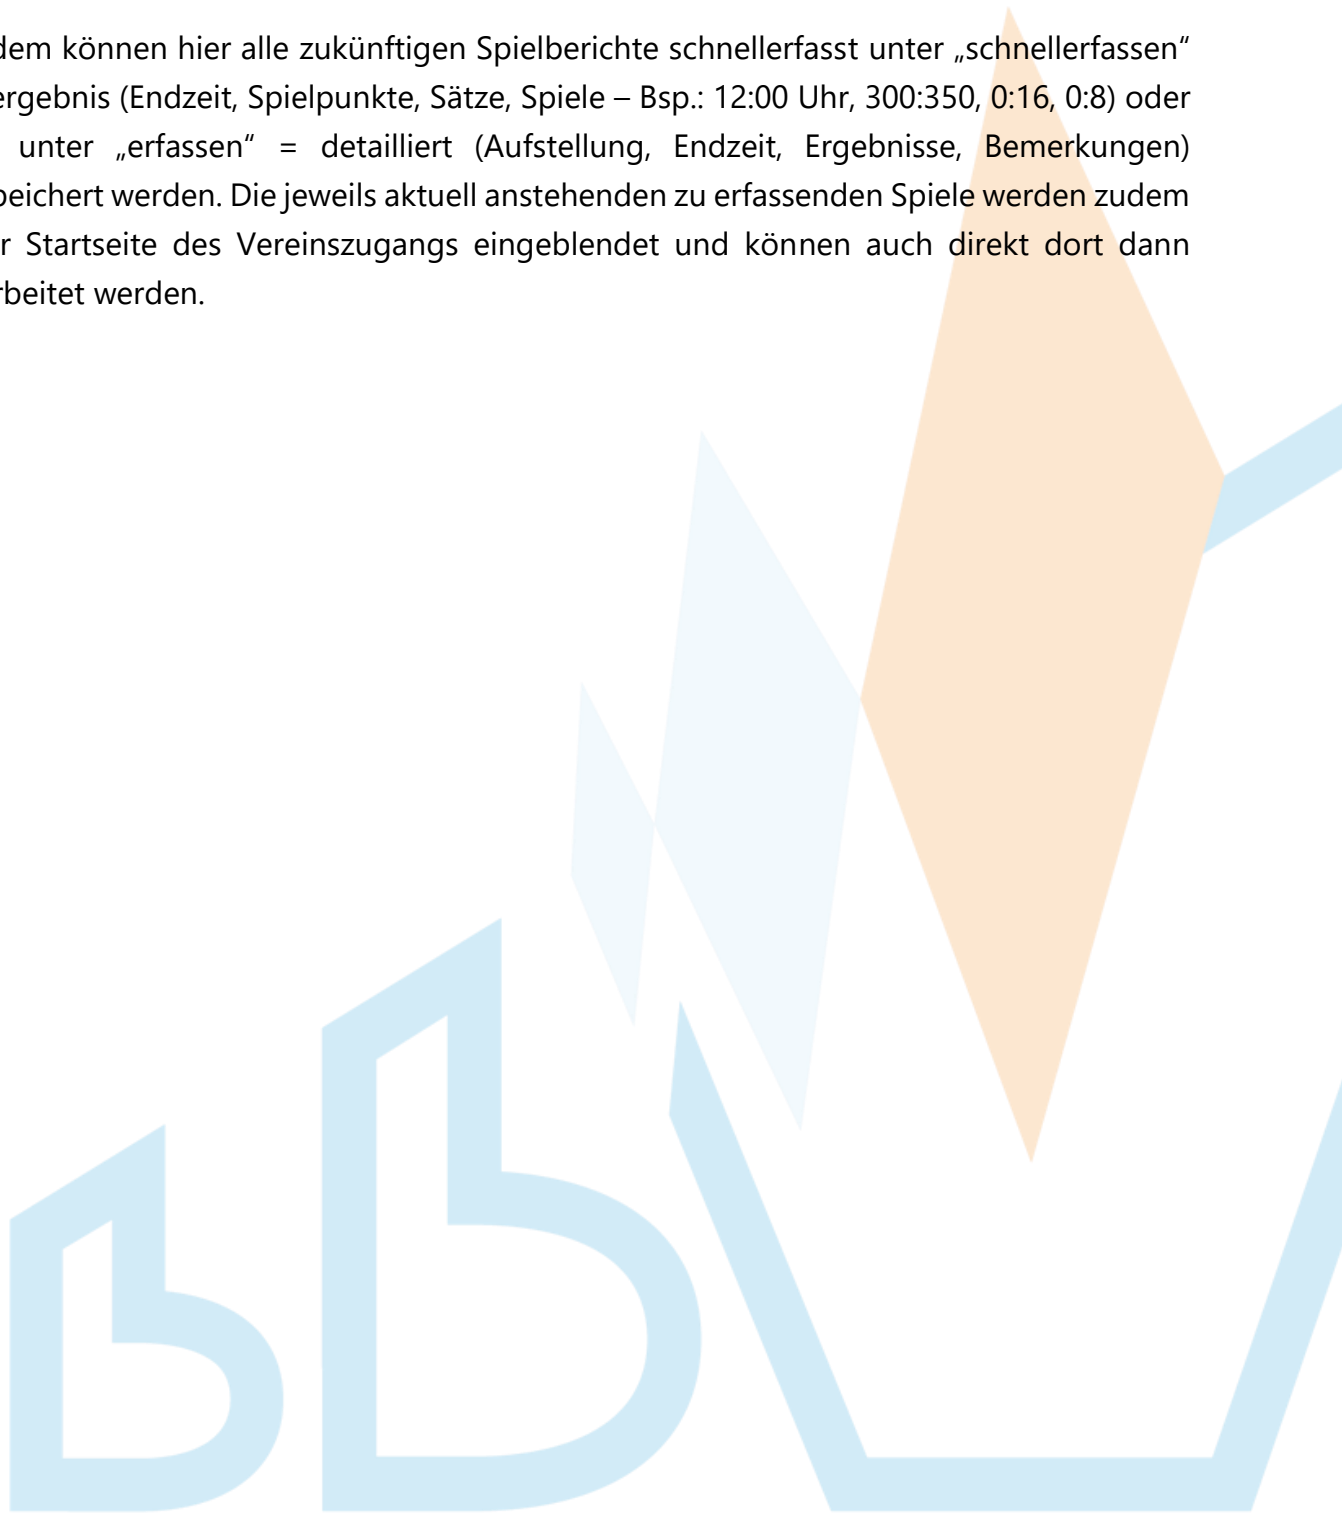 dem können hier alle zukünftigen Spielberichte schnellerfasst unter „schnellerfassen“
ergebnis (Endzeit, Spielpunkte, Sätze, Spiele – Bsp.: 12:00 Uhr, 300:350, 0:16, 0:8) oder
unter „erfassen“ = detailliert (Aufstellung, Endzeit, Ergebnisse, Bemerkungen)
peichert werden. Die jeweils aktuell anstehenden zu erfassenden Spiele werden zudem
r Startseite des Vereinszugangs eingeblendet und können auch direkt dort dann
rbeitet werden.